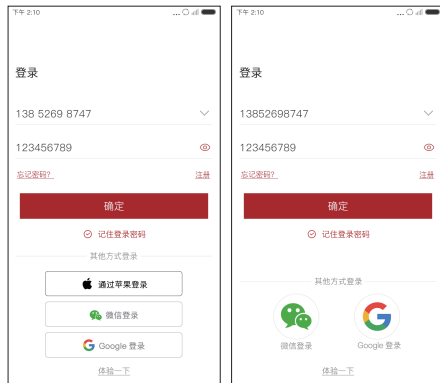 下午 2:10
登录
138 5269 8747
123456789
忘记密码?
注册
确定
记住登录密码
其他方式登录
通过苹果登录
微信登录
Google 登录
体验一下
下午 2:10
登录
13852698747
123456789
忘记密码?
注册
确定
记住登录密码
其他方式登录
微信登录
Google 登录
体验一下